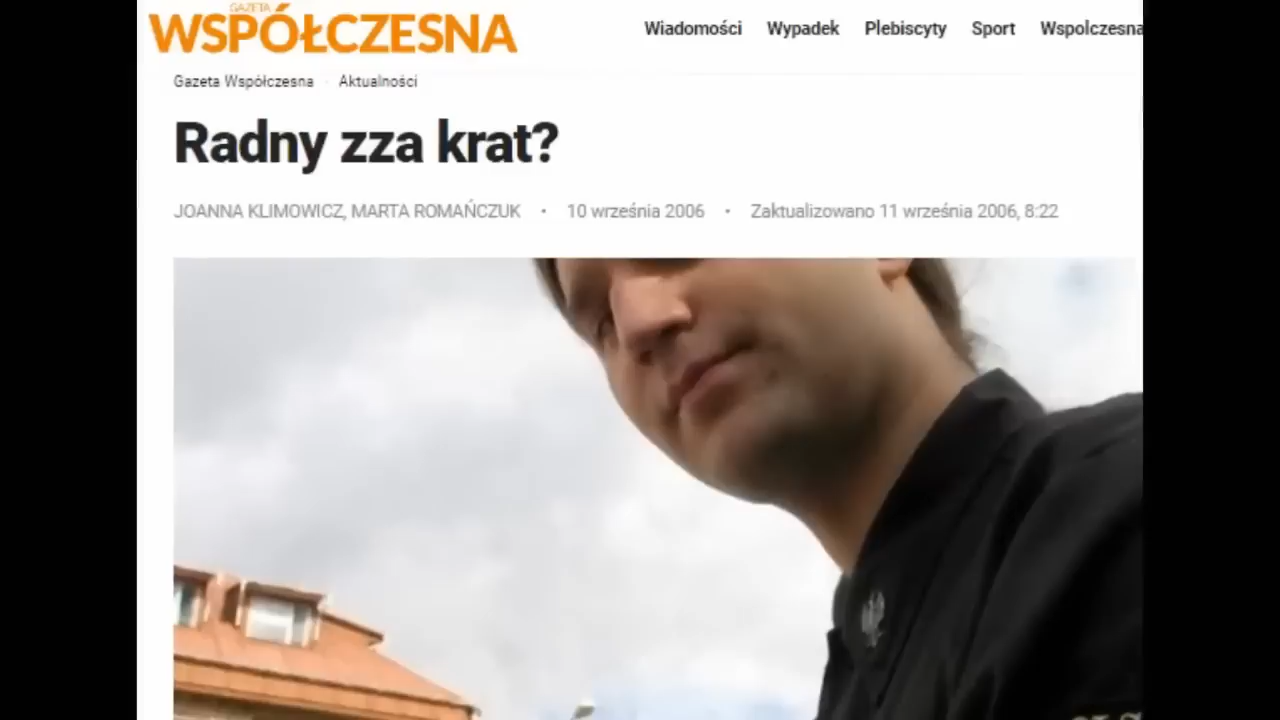 GAZETA
WSPÓŁCZESNA
Wiadomości Wypadek Plebiscyty Sport Wspolczesna
Gazeta Współczesna · Aktualności
Radny zza krat?
JOANNA KLIMOWICZ, MARTA ROMAŃCZUK • 10 września 2006 • Zaktualizowano 11 września 2006, 8:22